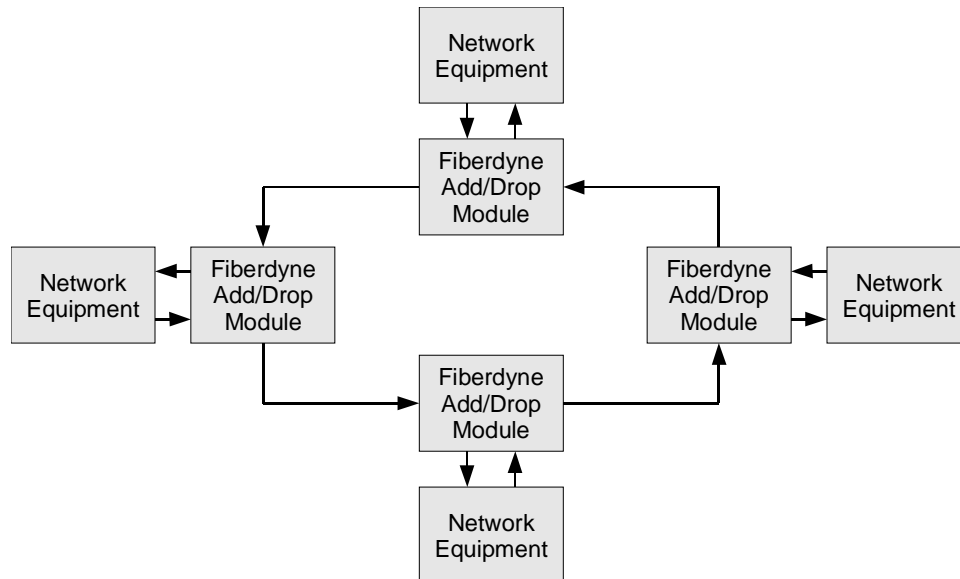 Network
Equipment
Fiberdyne
Add/Drop
Module
Network
Equipment
Fiberdyne
Add/Drop
Module
Fiberdyne
Add/Drop
Module
Network
Equipment
Fiberdyne
Add/Drop
Module
Network
Equipment